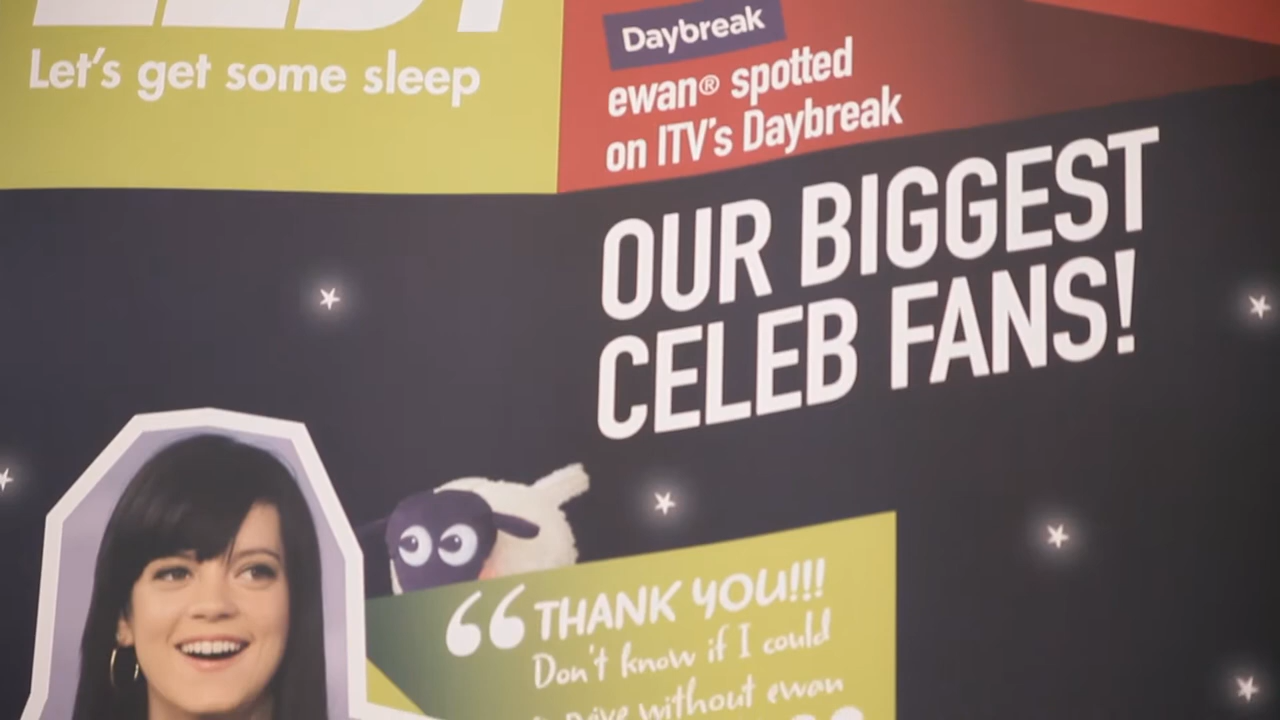 Let's get some sleep
Daybreak
ewan® spotted
on ITV's Daybreak
OUR BIGGEST
CELEB FANS!
“THANK YOU!!!
Don't know if I could
without ewan